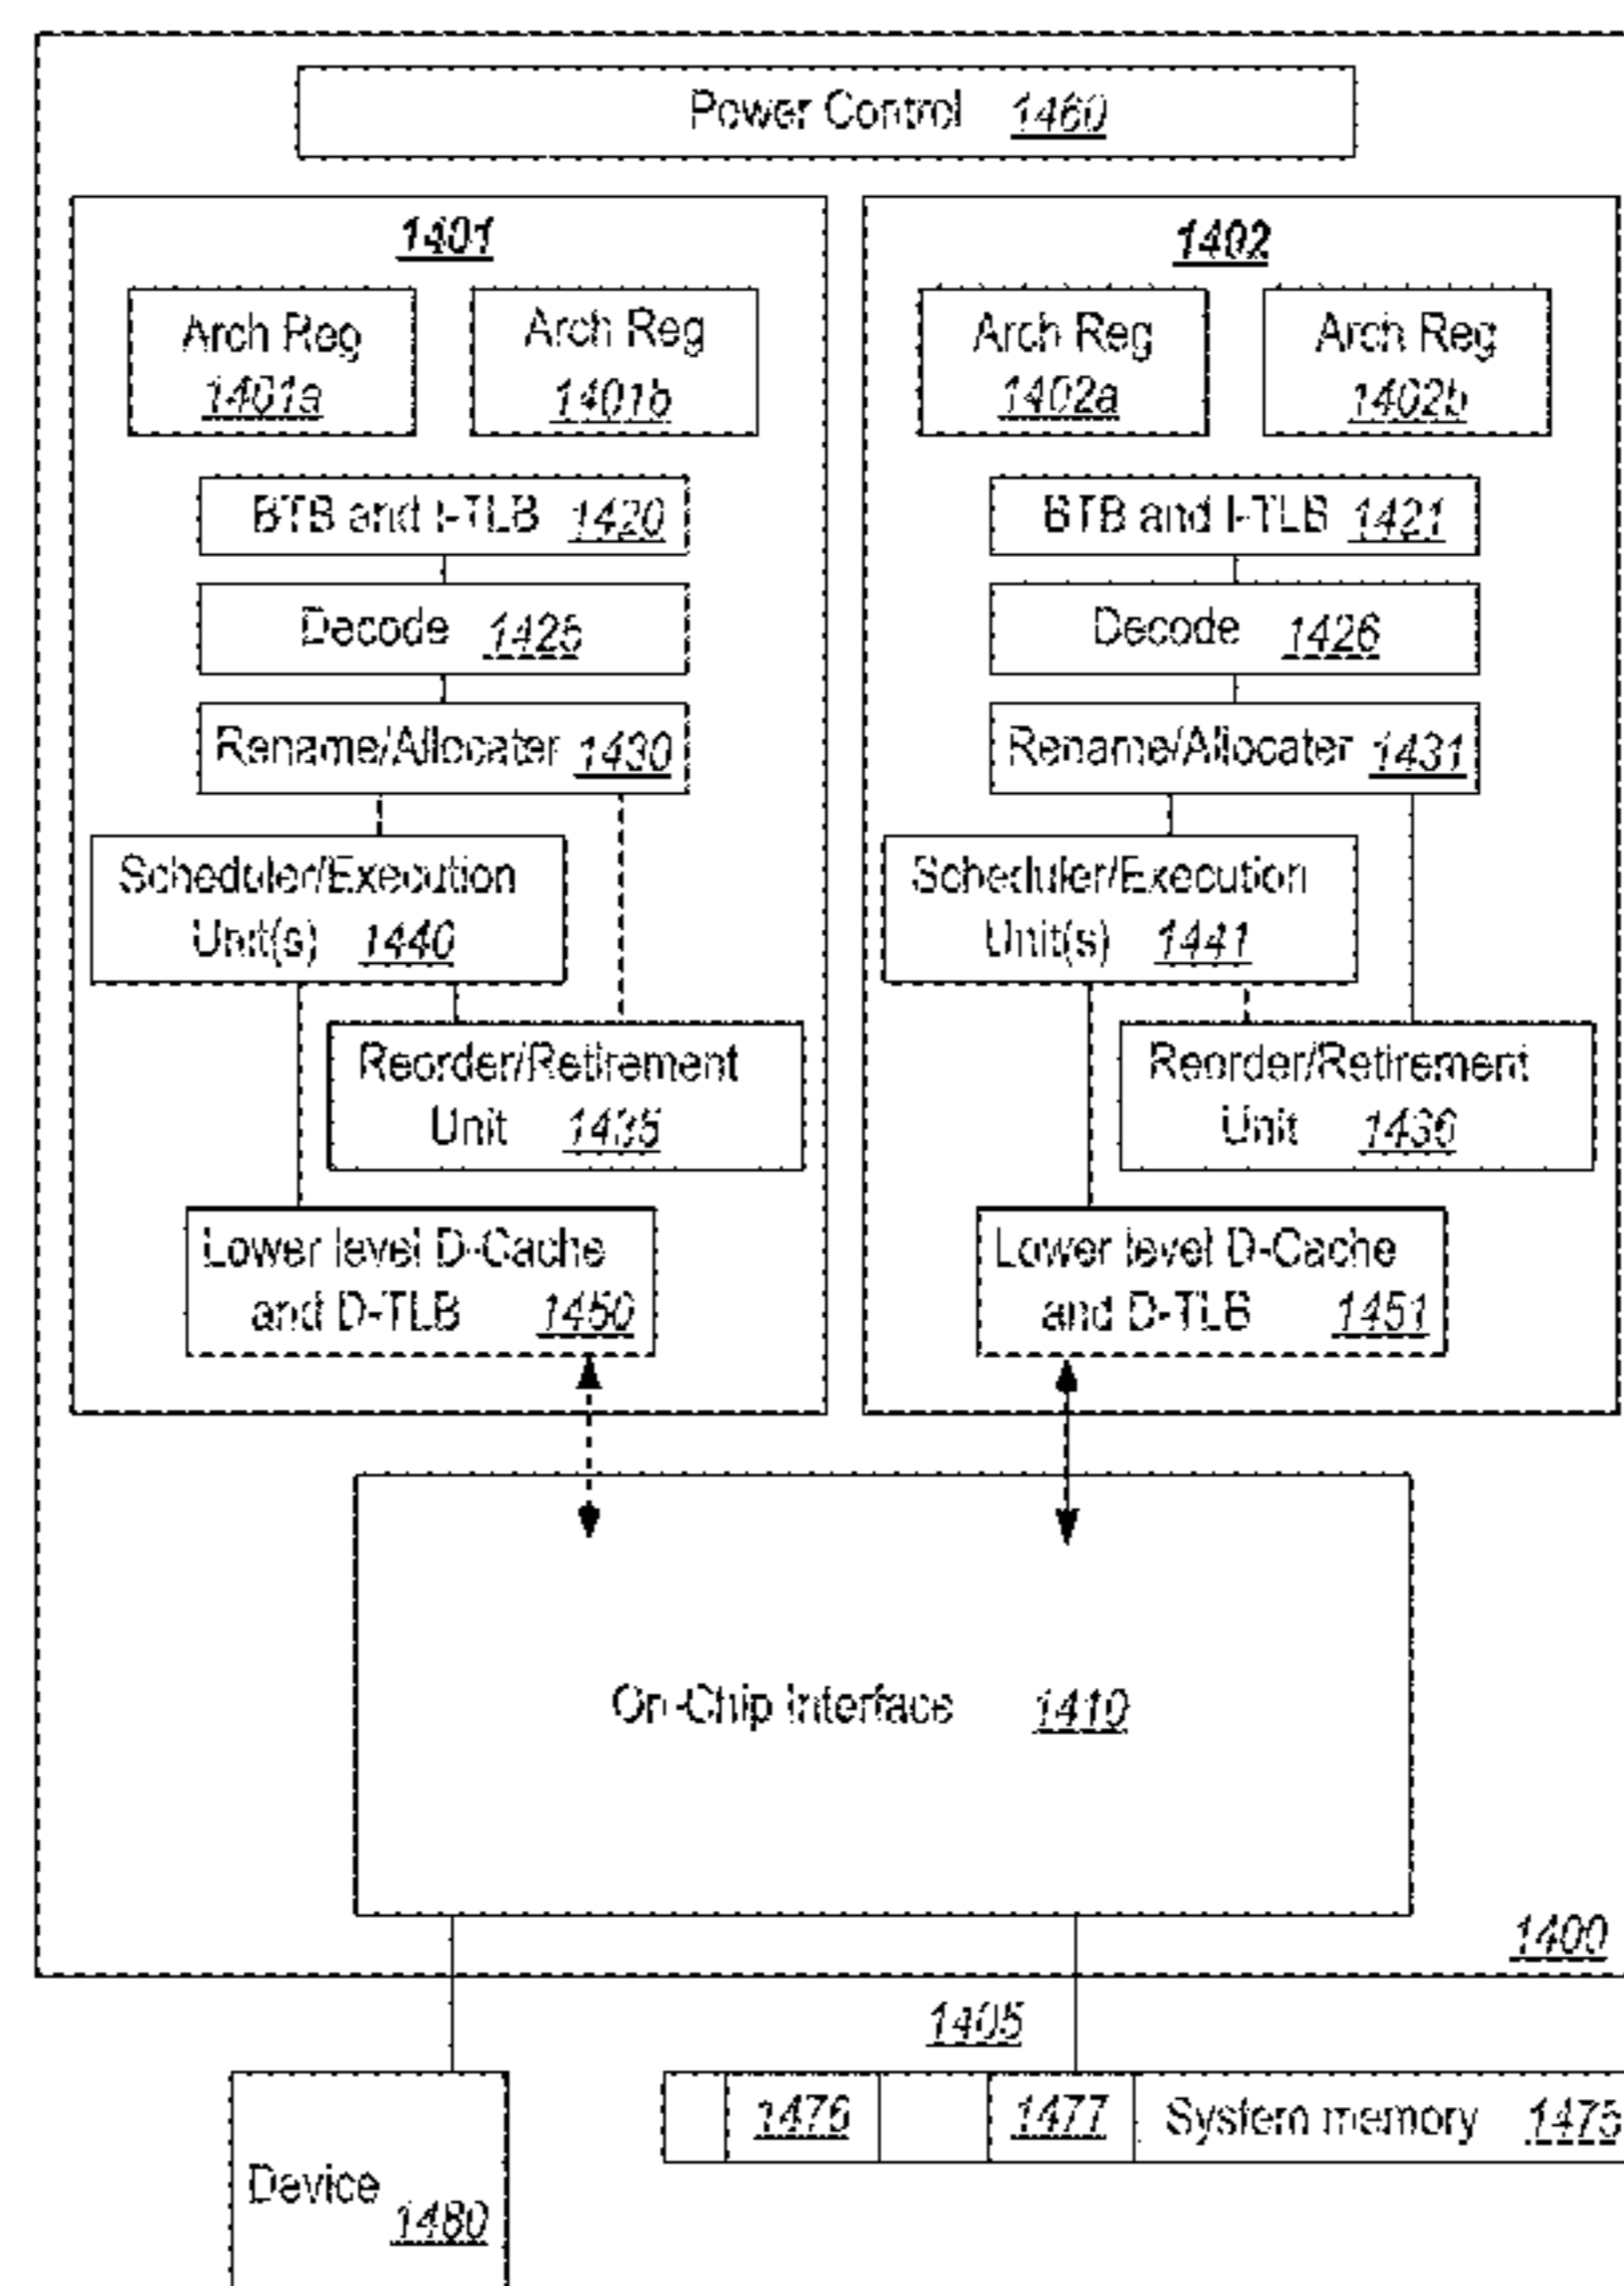 Power Control 1460
1401
Arch Reg
1401a
Arch Reg
1401b
BTB and I-TLB 1420
Decode 1425
Rename/Allocater 1430
Scheduler/Execution
Unit(s) 1440
Reorder/Retirement
Unit 1435
Lower level D-Cache
and D-TLB 1450
1402
Arch Reg
1402a
Arch Reg
1402b
BTB and I-TLB 1421
Decode 1426
Rename/Allocater 1431
Scheduler/Execution
Unit(s) 1441
Reorder/Retirement
Unit 1436
Lower level D-Cache
and D-TLB 1451
On-Chip Interface 1410
1400
1405
1476 1477 System memory 1475
Device
1480